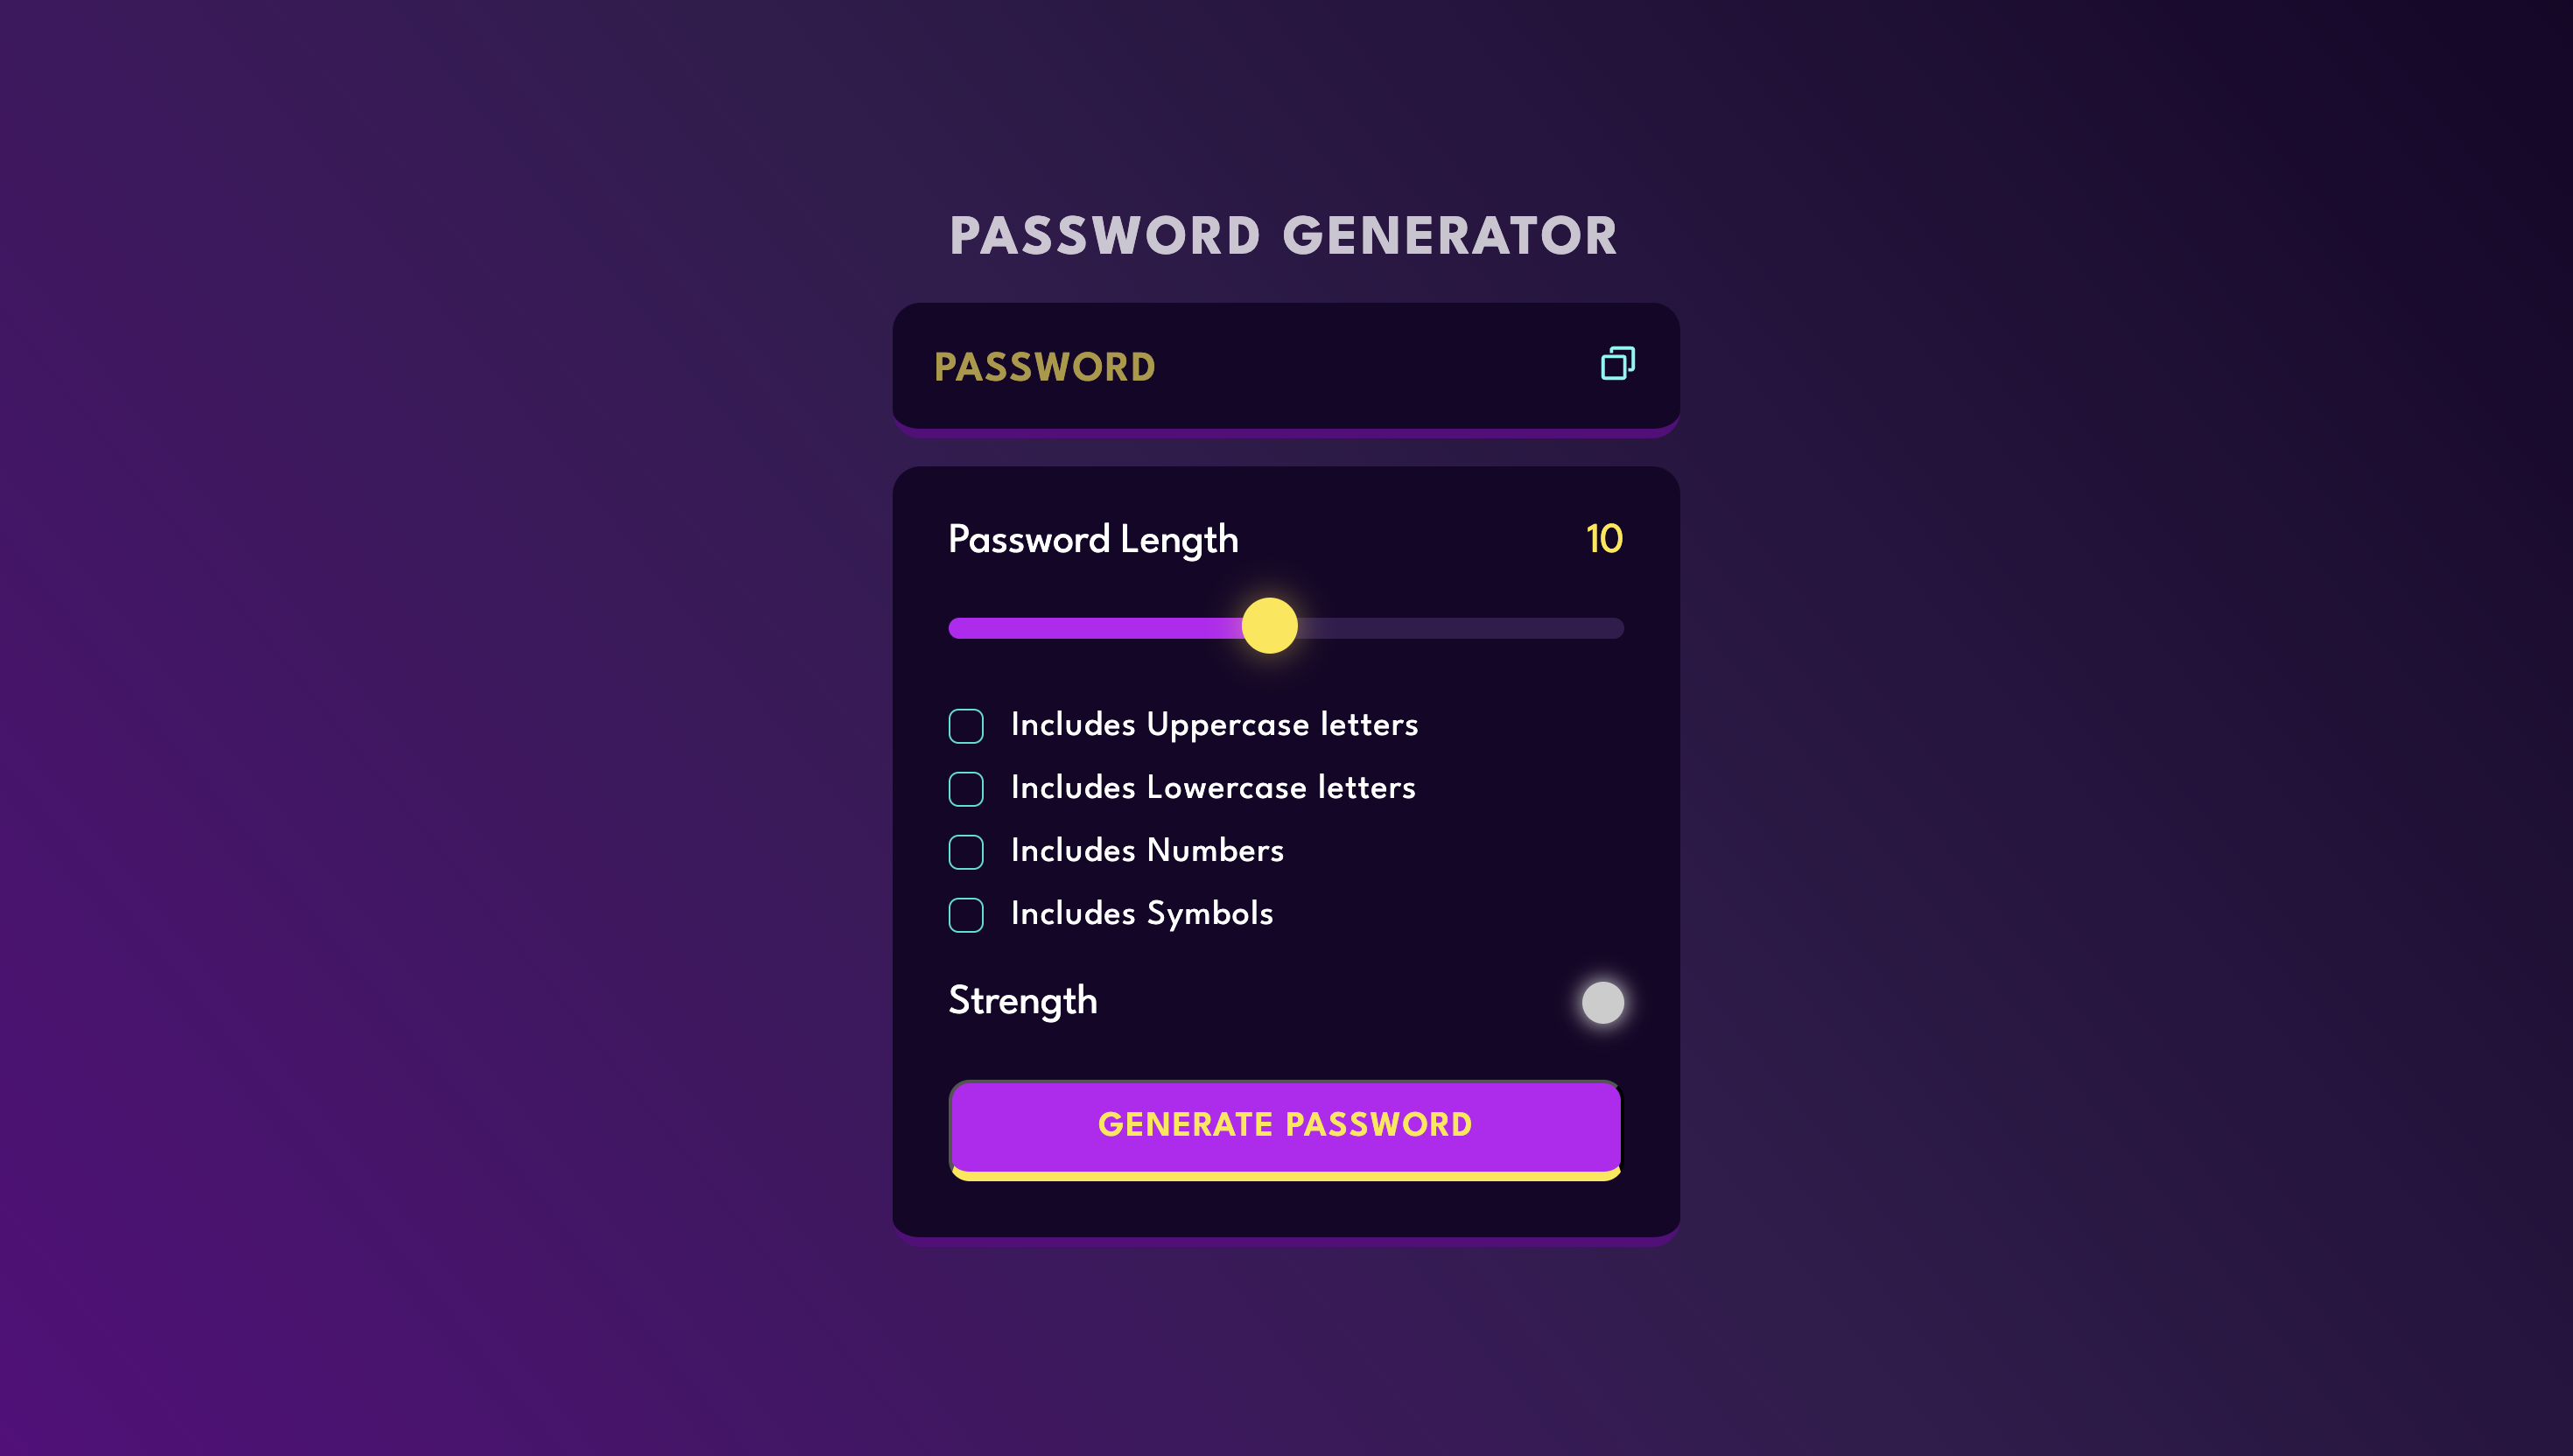 PASSWORD GENERATOR
PASSWORD
Password Length 10
Includes Uppercase letters
Includes Lowercase letters
Includes Numbers
Includes Symbols
Strength
GENERATE PASSWORD